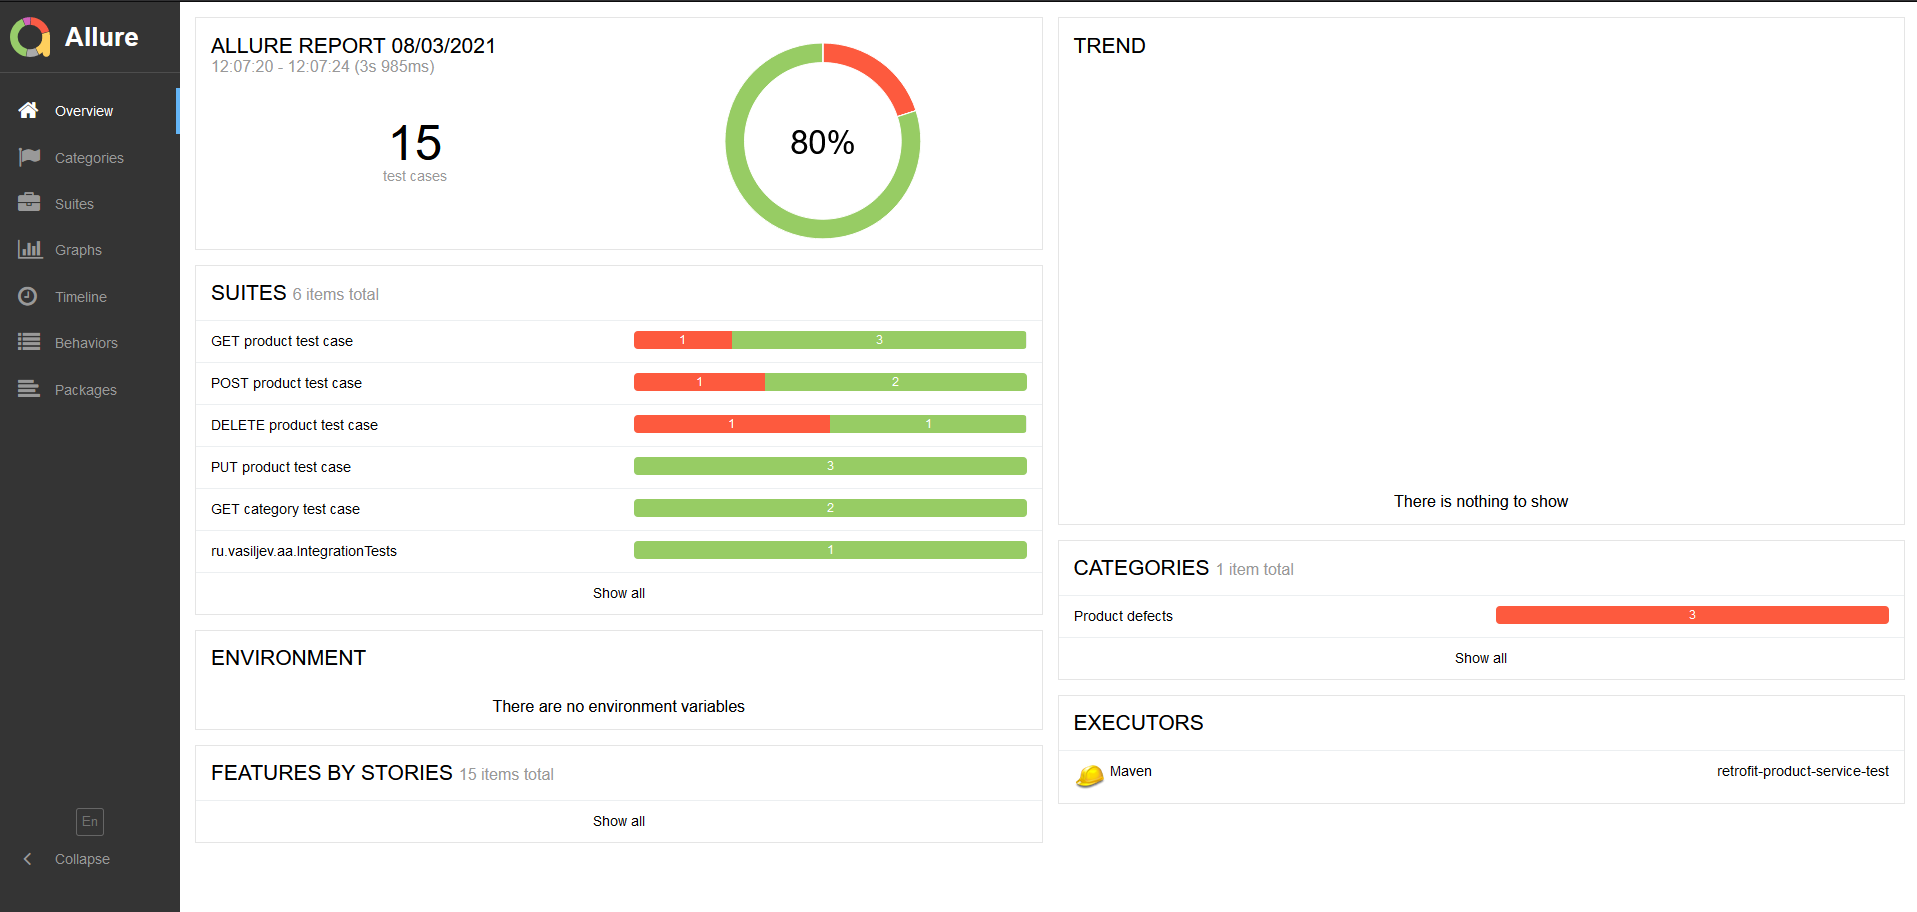 Allure
Overview
Categories
Suites
Graphs
Timeline
Behaviors
Packages
En
Collapse
ALLURE REPORT 08/03/2021
12:07:20 - 12:07:24 (3s 985ms)
15
test cases
80%
SUITES 6 items total
GET product test case 1 3
POST product test case 1 2
DELETE product test case 1 1
PUT product test case 3
GET category test case 2
ru.vasiljev.aa.IntegrationTests 1
Show all
ENVIRONMENT
There are no environment variables
FEATURES BY STORIES 15 items total
Show all
TREND
There is nothing to show
CATEGORIES 1 item total
Product defects 3
Show all
EXECUTORS
Maven retrofit-product-service-test